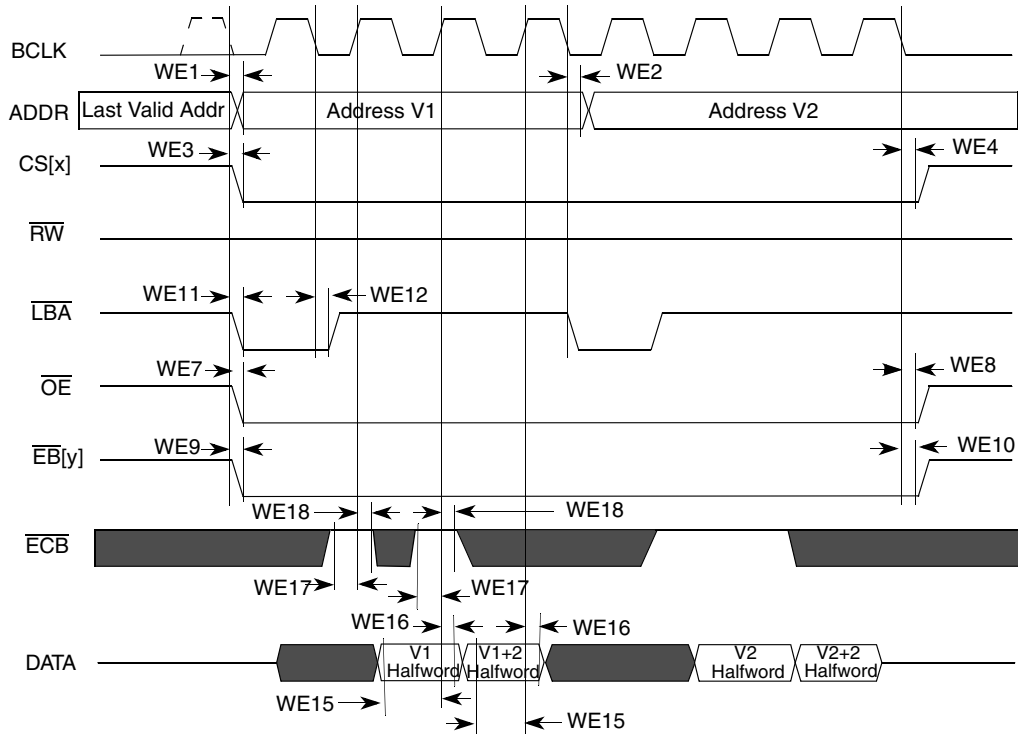 BCLK
WE1
WE2
ADDR
Last Valid Addr
Address V1
Address V2
WE3
WE4
CS[x]
RW
WE11
WE12
LBA
WE7
WE8
OE
WE9
WE10
EB[y]
WE18
WE18
ECB
WE17
WE17
WE16
WE16
DATA
V1
Halfword
V1+2
Halfword
V2
Halfword
V2+2
Halfword
WE15
WE15